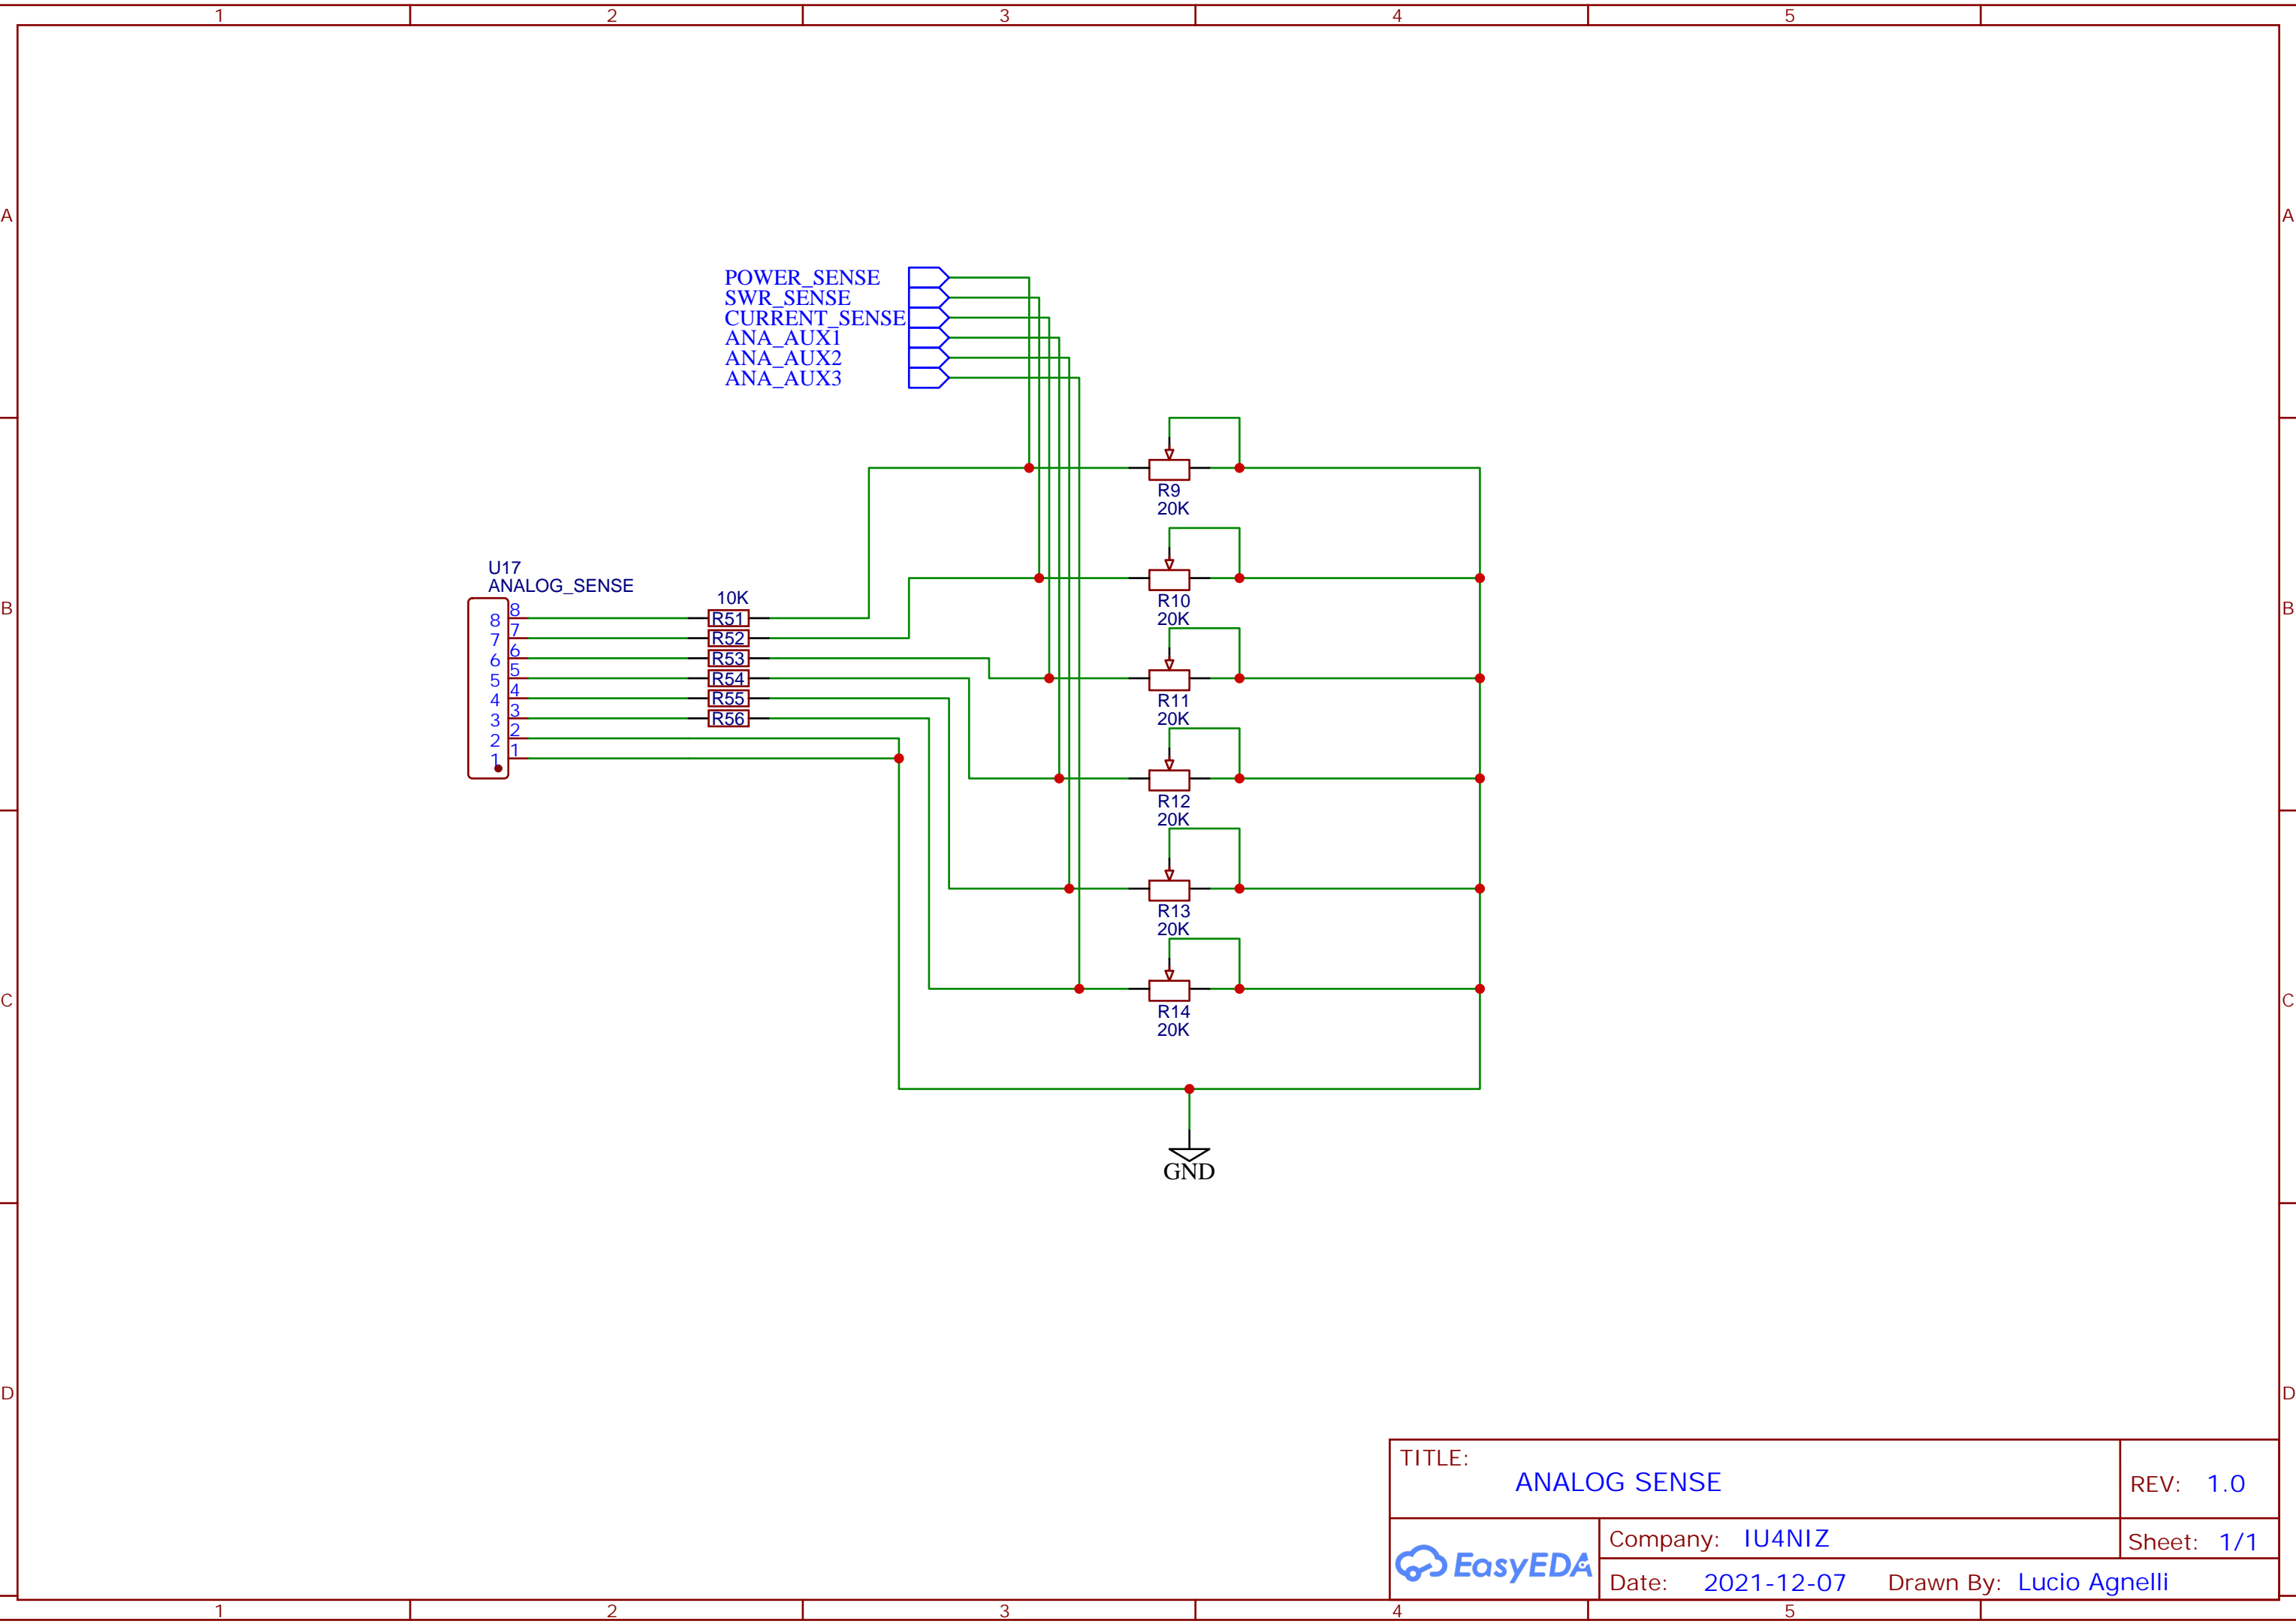 1 2 3 4 5
A A
POWER_SENSE
SWR_SENSE
CURRENT_SENSE
ANA_AUX1
ANA_AUX2
ANA_AUX3
R9
20K
R10
20K
R11
20K
R12
20K
R13
20K
R14
20K
U17
ANALOG_SENSE
10K
8 8 R51
7 7 R52
6 6 R53
5 5 R54
4 4 R55
3 3 R56
2 2
1 1
B B
C C
GND
D D
TITLE:
ANALOG SENSE
REV: 1.0
EasyEDA
Company: IU4NIZ
Sheet: 1/1
Date: 2021-12-07 Drawn By: Lucio Agnelli
1 2 3 4 5